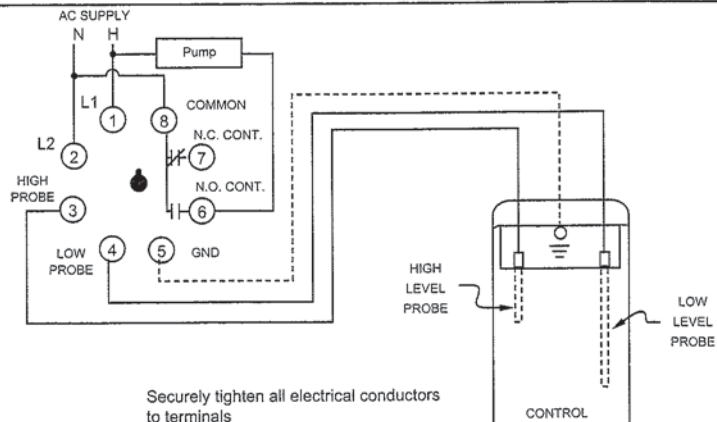 AC SUPPLY
N H
Pump
L1
1
8
COMMON
N.C. CONT.
7
L2
2
HIGH
PROBE
3
N.O. CONT.
6
4
LOW
PROBE
5
GND
HIGH
LEVEL
PROBE
LOW
LEVEL
PROBE
CONTROL
Securely tighten all electrical conductors
to terminals